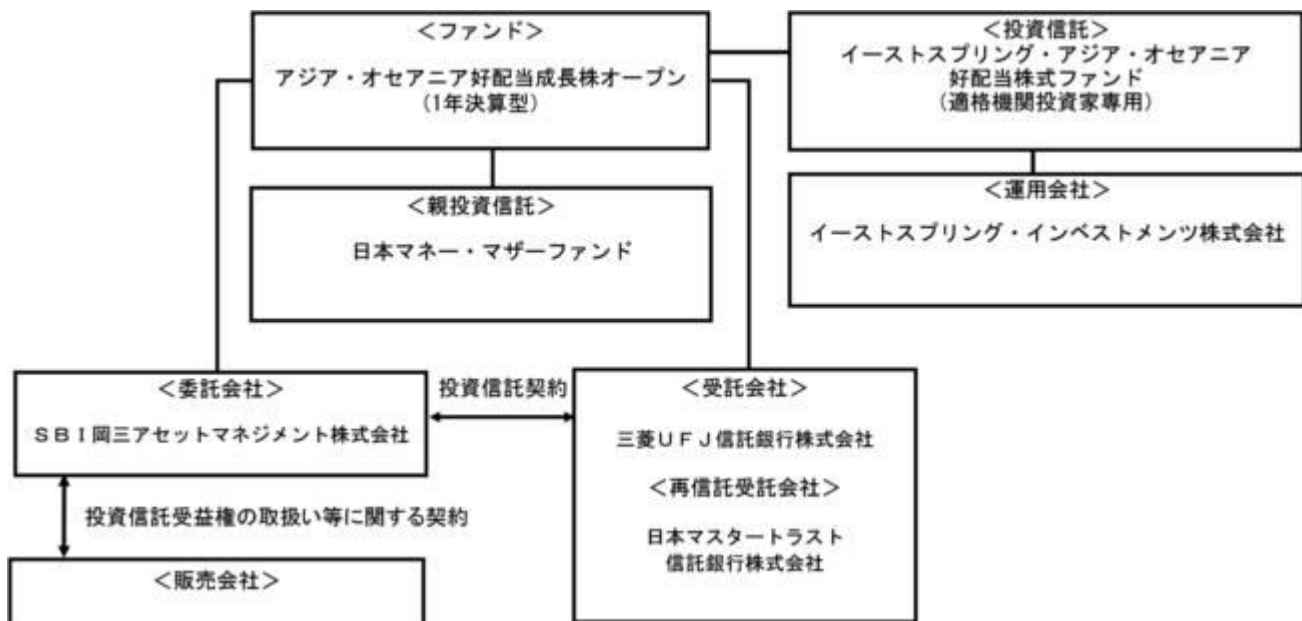 ＜ファンド＞
アジア・オセアニア好配当成長株オープン
（1年決算型）
＜投資信託＞
イーストスプリング・アジア・オセアニア
好配当株式ファンド
（適格機関投資家専用）
＜親投資信託＞
日本マネー・マザーファンド
＜運用会社＞
イーストスプリング・インベストメンツ株式会社
＜委託会社＞
ＳＢＩ岡三アセットマネジメント株式会社
投資信託契約
＜受託会社＞
三菱ＵＦＪ信託銀行株式会社
＜再信託受託会社＞
日本マスタートラスト
信託銀行株式会社
投資信託受益権の取扱い等に関する契約
＜販売会社＞